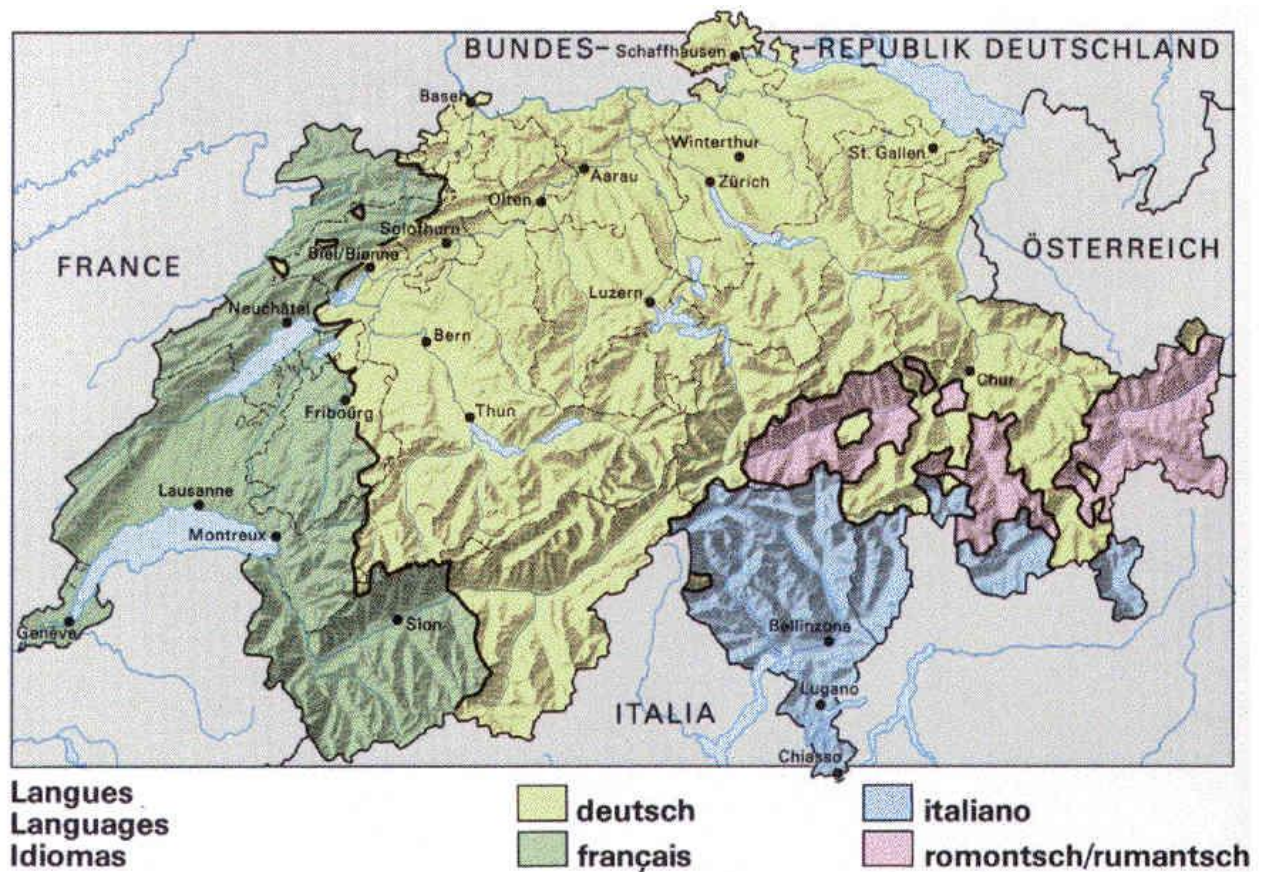 BUNDES- Schaffhausen -REPUBLIK DEUTSCHLAND
Basel
Winterthur
St. Gallen
Aarau
Zürich
Olten
Solothurn
ÖSTERREICH
FRANCE
Biel/Bienne
Luzern
Neuchâtel
Bern
Chur
Fribourg
Thun
Lausanne
Montreux
Genève
Sion
Bellinzona
Lugano
ITALIA
Chiasso
Langues
Languages
Idiomas
deutsch
français
italiano
romontsch/rumantsch